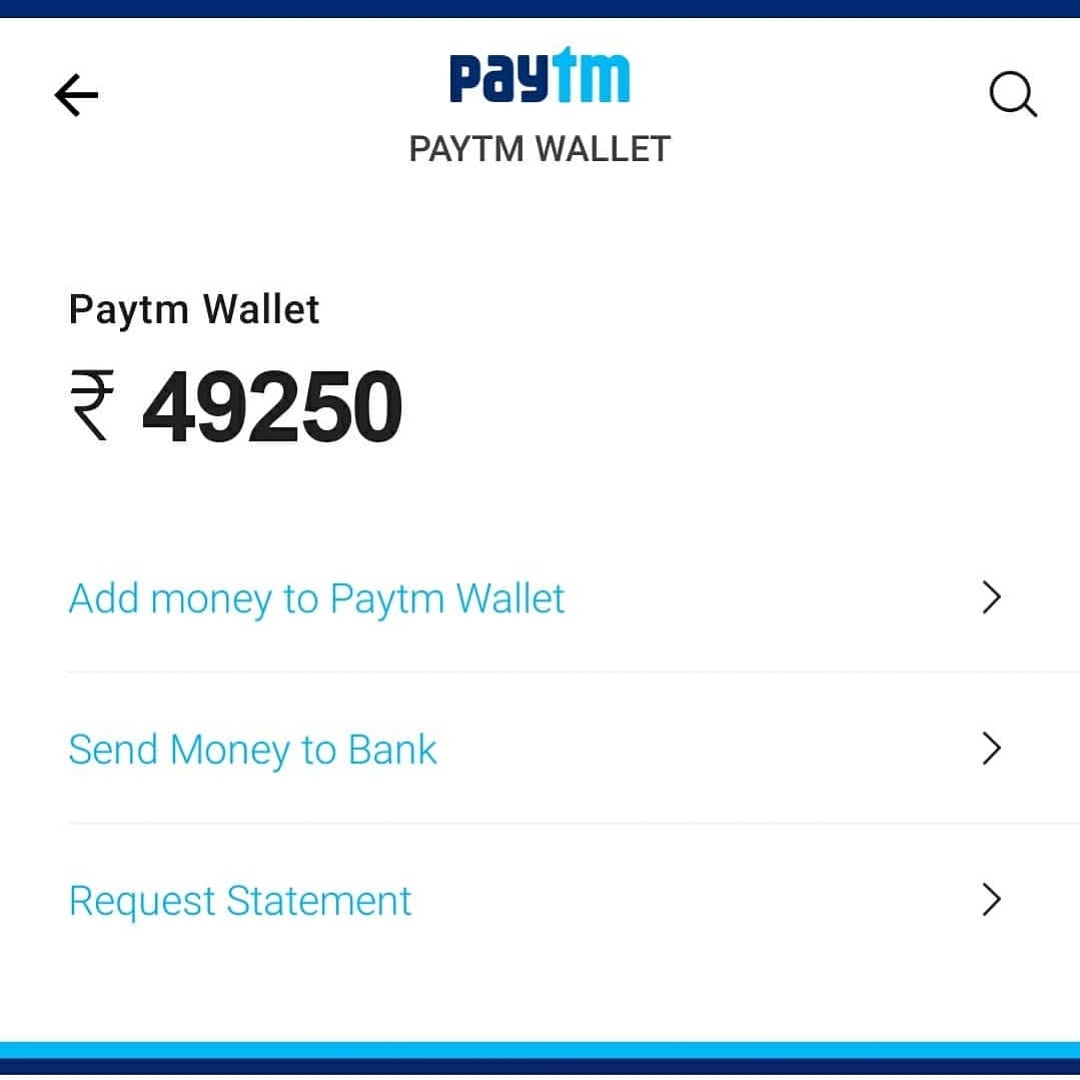 paytm
PAYTM WALLET
Paytm Wallet
₹ 49250
Add money to Paytm Wallet
Send Money to Bank
Request Statement